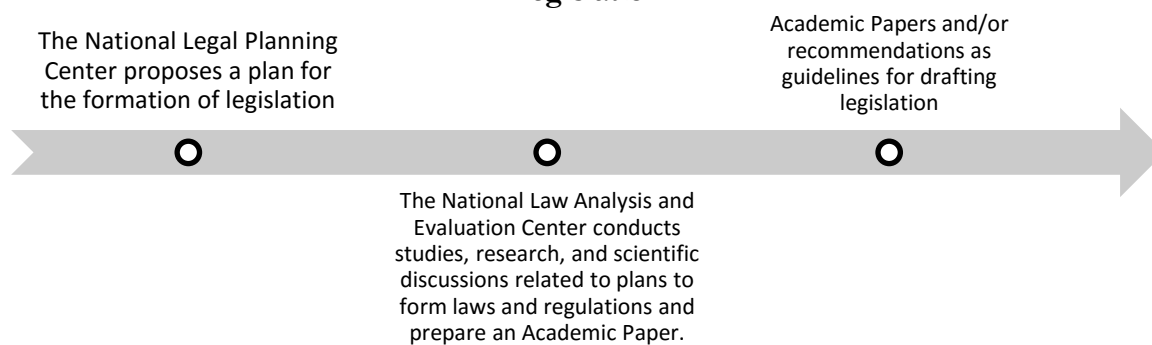 The National Legal Planning
Center proposes a plan for
the formation of legislation
The National Law Analysis and
Evaluation Center conducts
studies, research, and scientific
discussions related to plans to
form laws and regulations and
prepare an Academic Paper.
Academic Papers and/or
recommendations as
guidelines for drafting
legislation